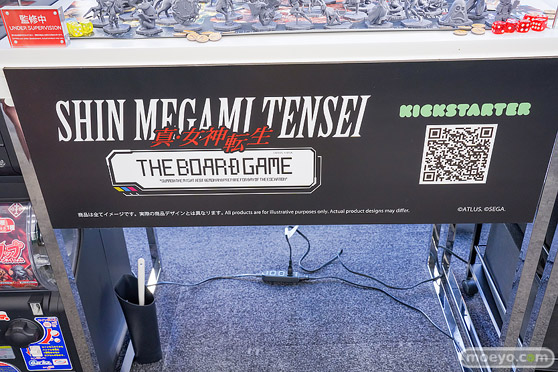 監修中
UNDER SUPERVISION
SHIN MEGAMI TENSEI
真・女神転生
THE BOARD GAME
KICKSTARTER
商品は全てイメージです。実際の商品デザインとは異なります。All products are for illustrative purposes only. Actual product designs may differ.
©ATLUS. ©SEGA.
moeyo.com